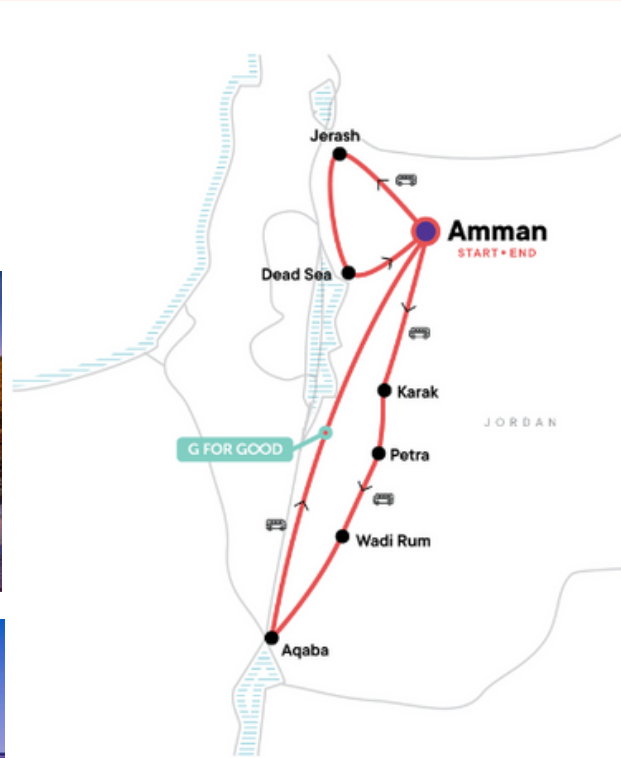 Jerash
Amman
START • END
Dead Sea
Karak
JORDAN
G FOR GOOD
Petra
Wadi Rum
Aqaba